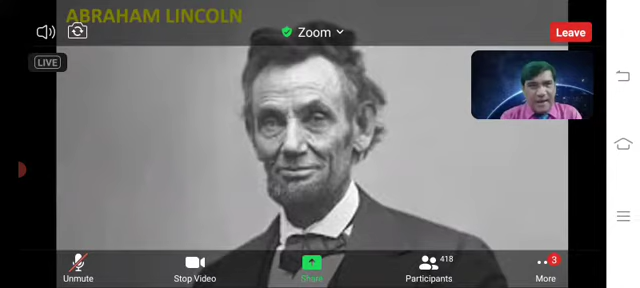 ABRAHAM LINCOLN
Zoom
Leave
LIVE
418
3
Unmute
Stop Video
Share
Participants
More